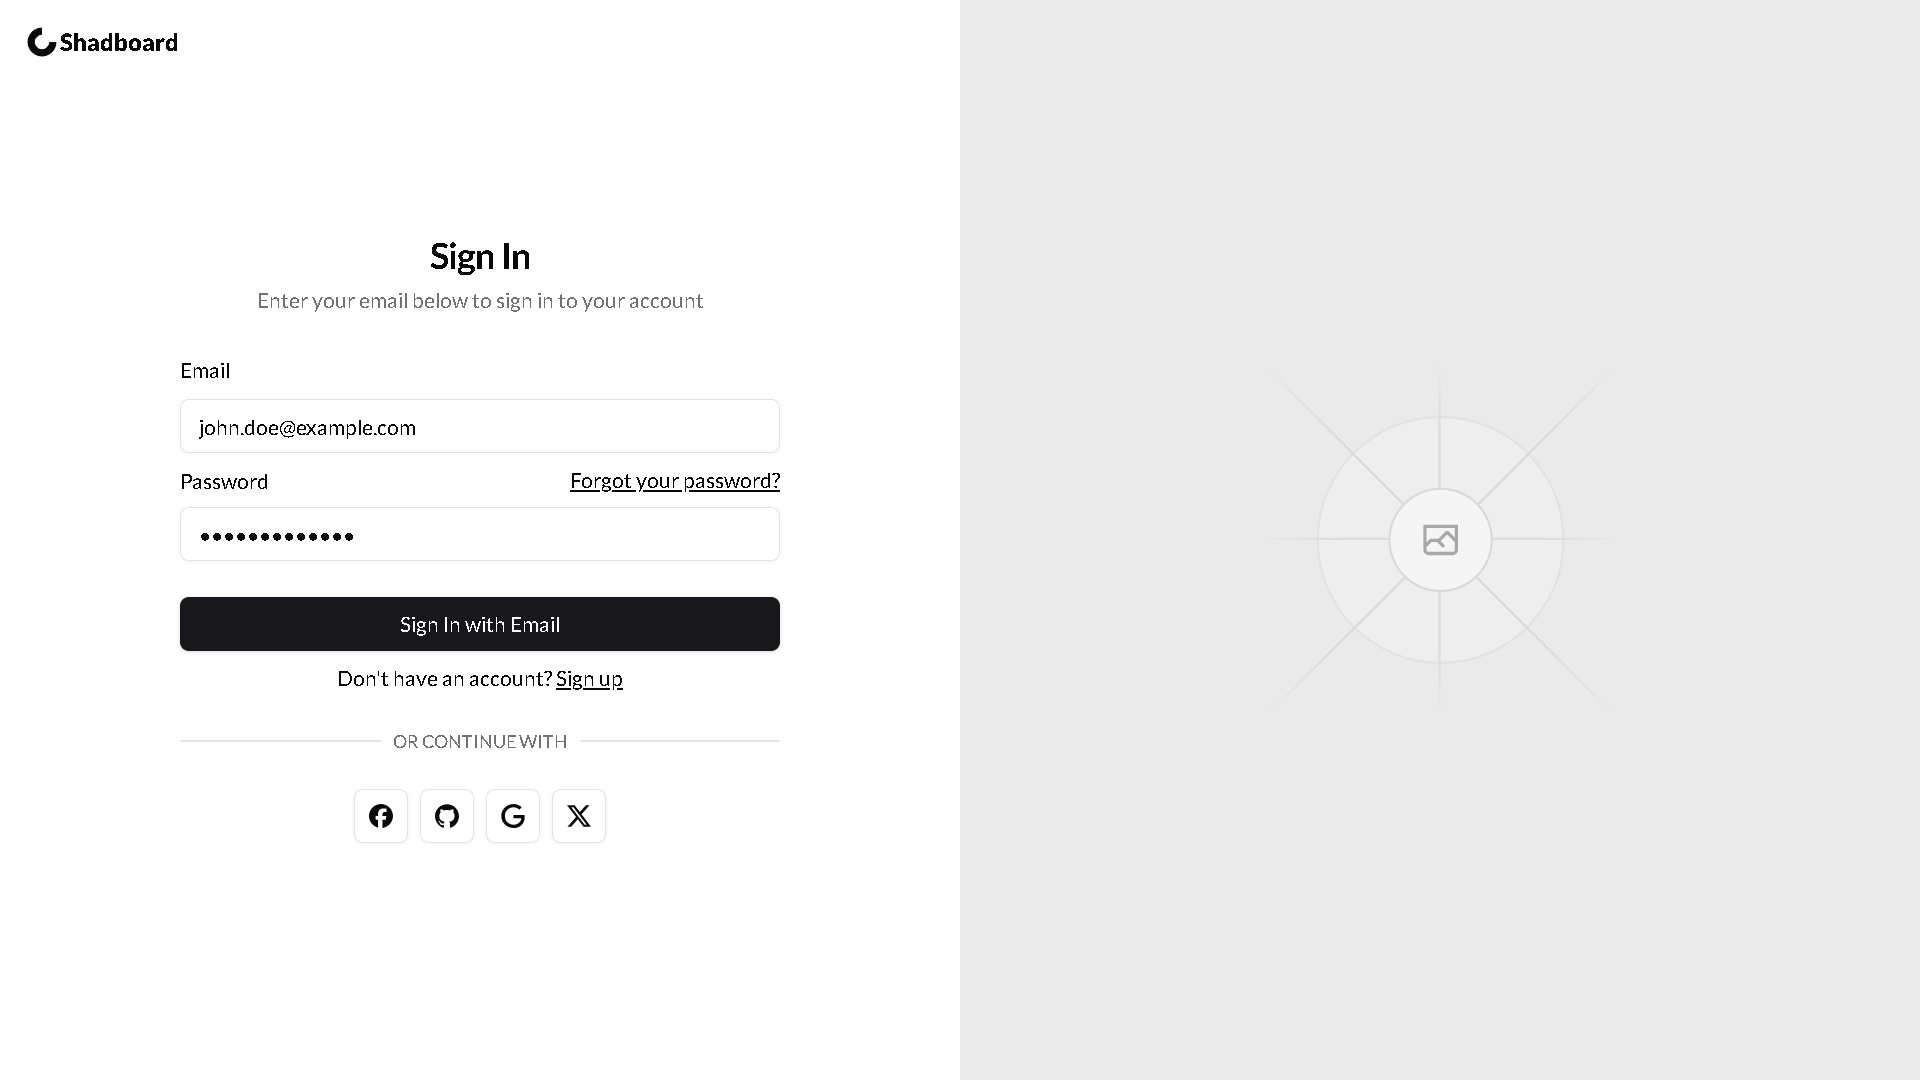 Shadboard
Sign In
Enter your email below to sign in to your account
Email
john.doe@example.com
Password
Forgot your password?
•••••••••••••
Sign In with Email
Don't have an account? Sign up
OR CONTINUE WITH